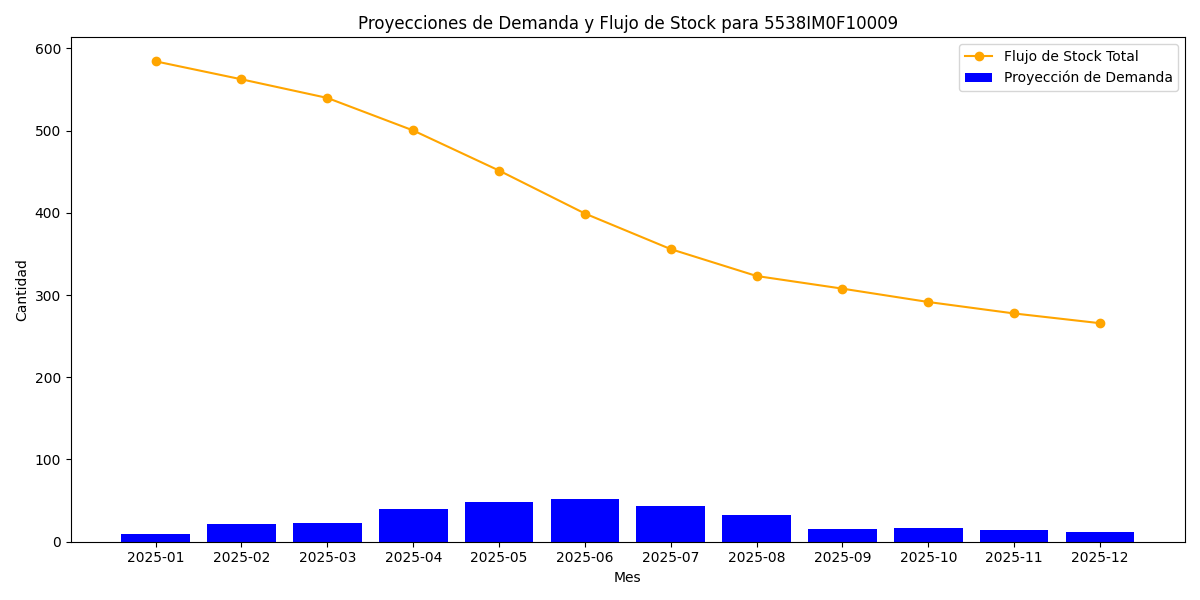 Proyecciones de Demanda y Flujo de Stock para 5538IM0F10009
Flujo de Stock Total
Proyección de Demanda
Cantidad
600
500
400
300
200
100
0
2025-01 2025-02 2025-03 2025-04 2025-05 2025-06 2025-07 2025-08 2025-09 2025-10 2025-11 2025-12
Mes